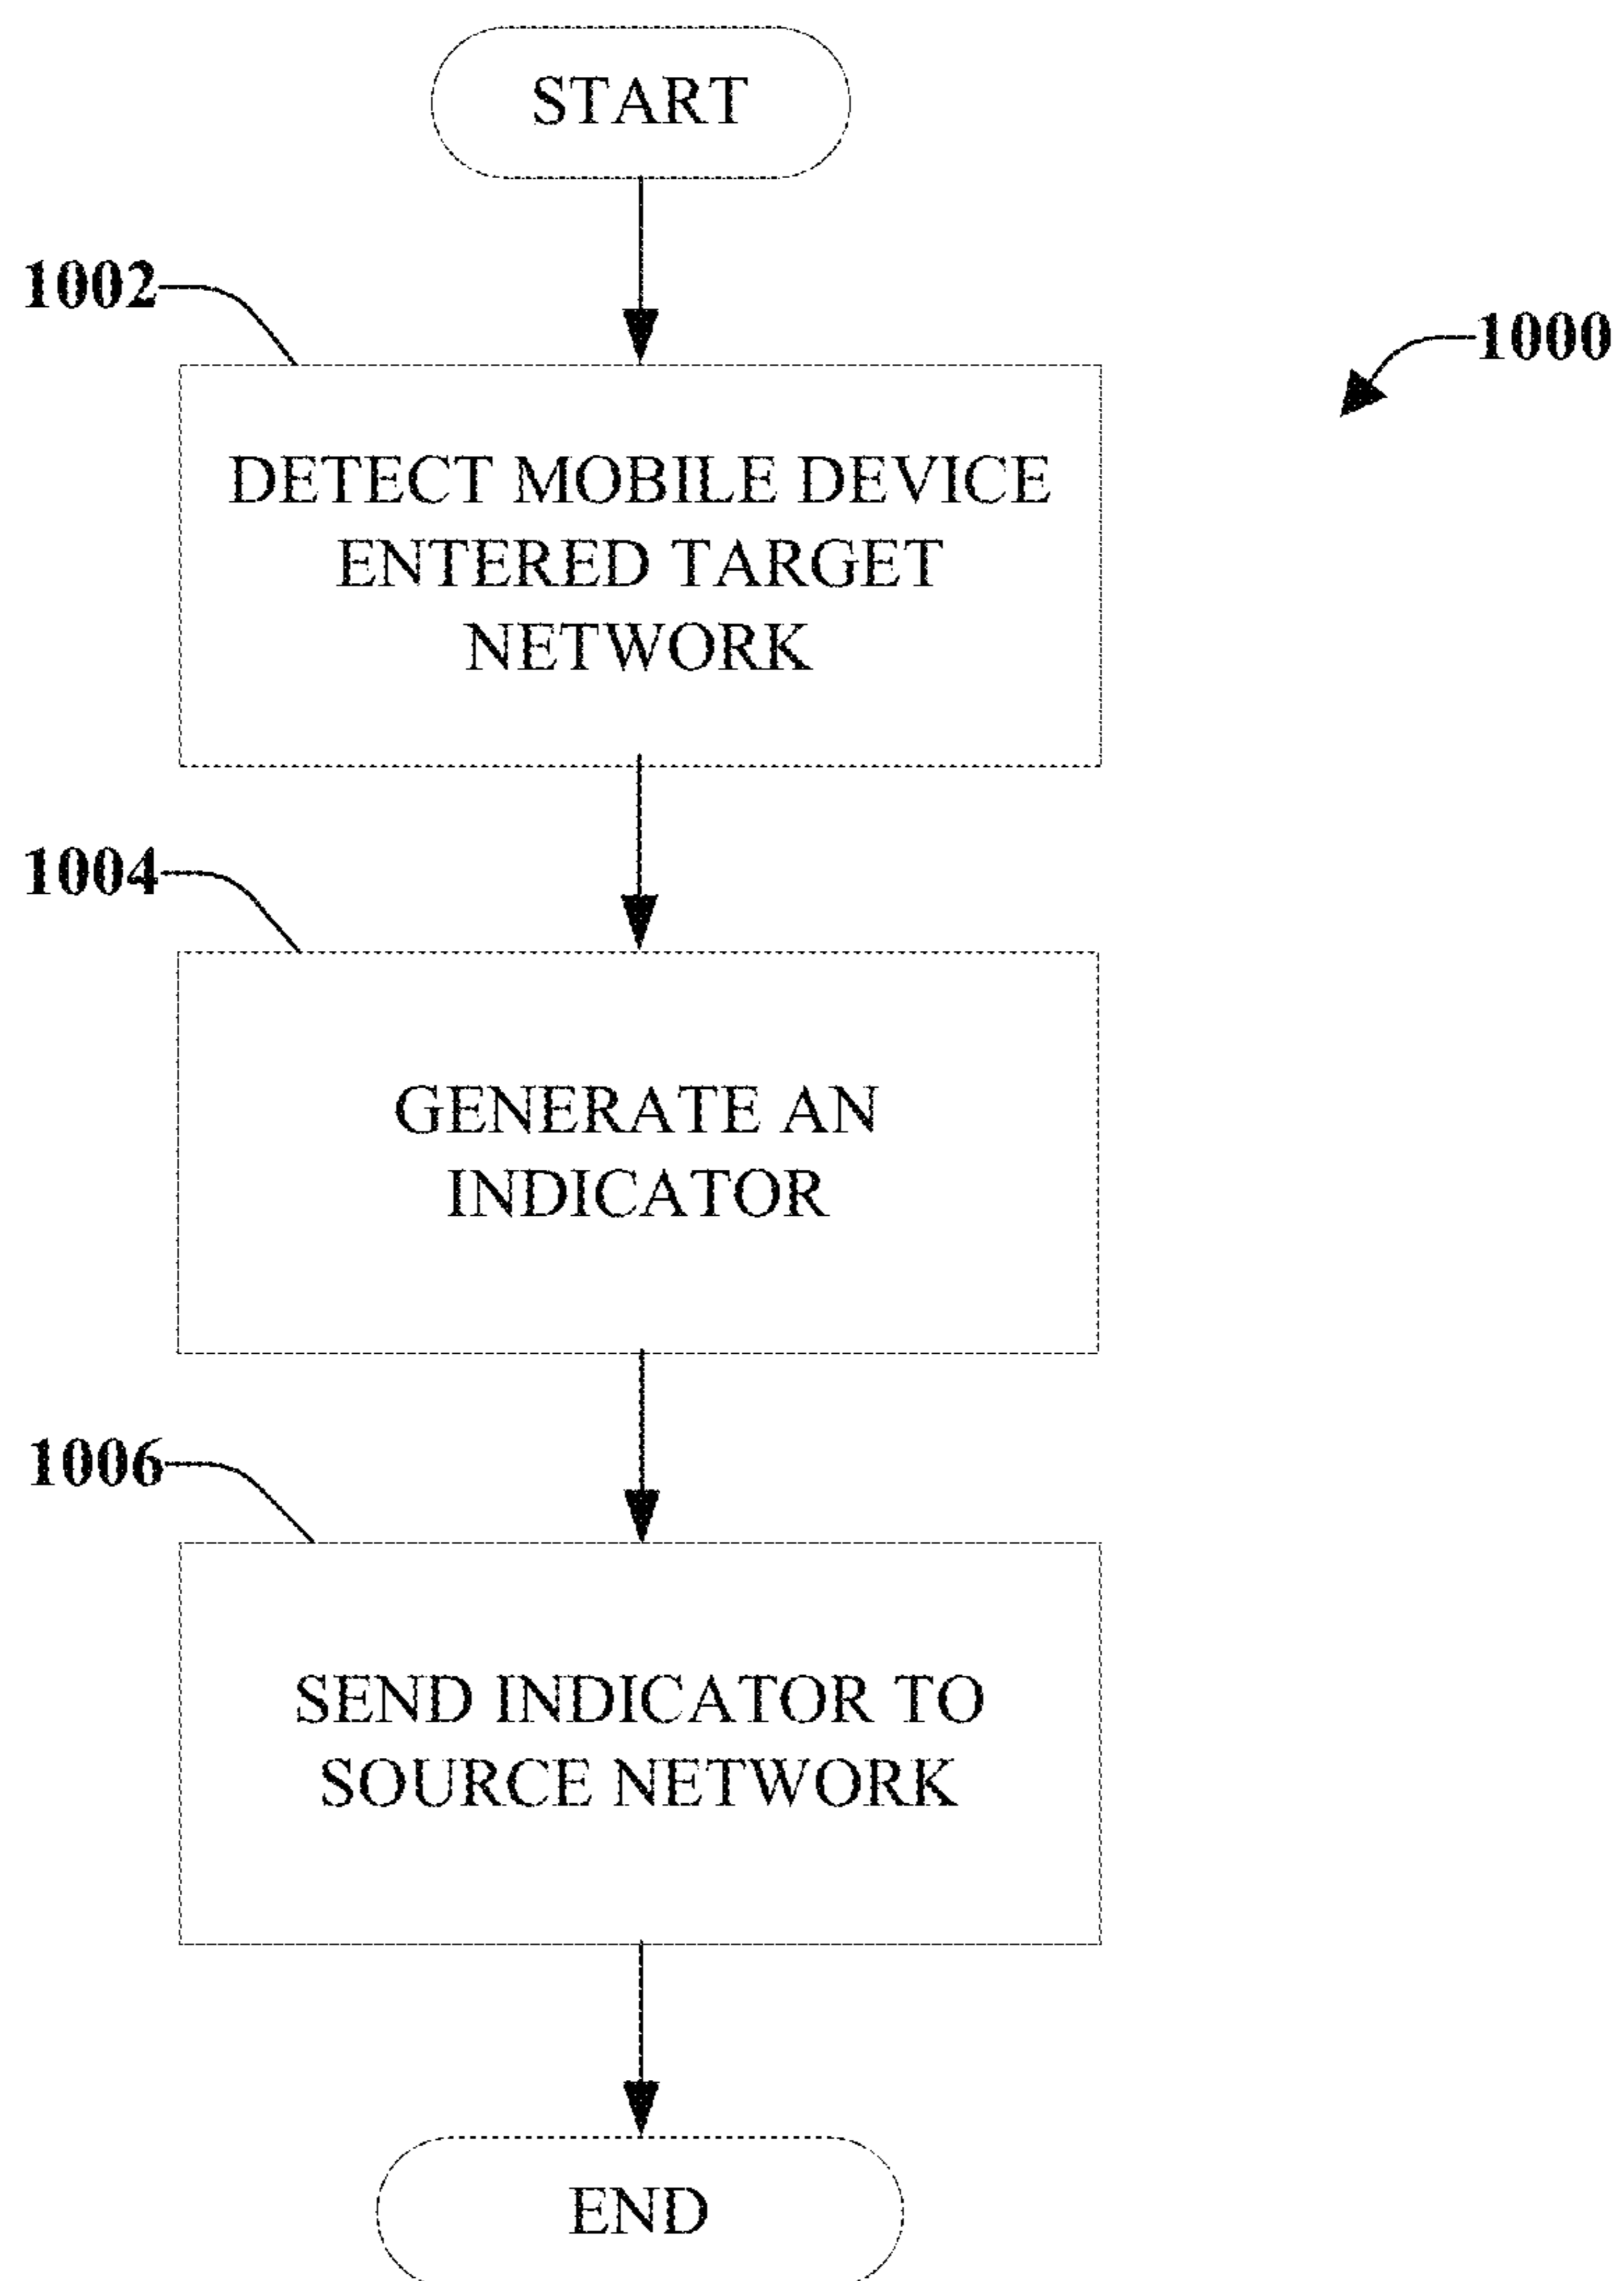 START
1002
1000
DETECT MOBILE DEVICE
ENTERED TARGET
NETWORK
1004
GENERATE AN
INDICATOR
1006
SEND INDICATOR TO
SOURCE NETWORK
END